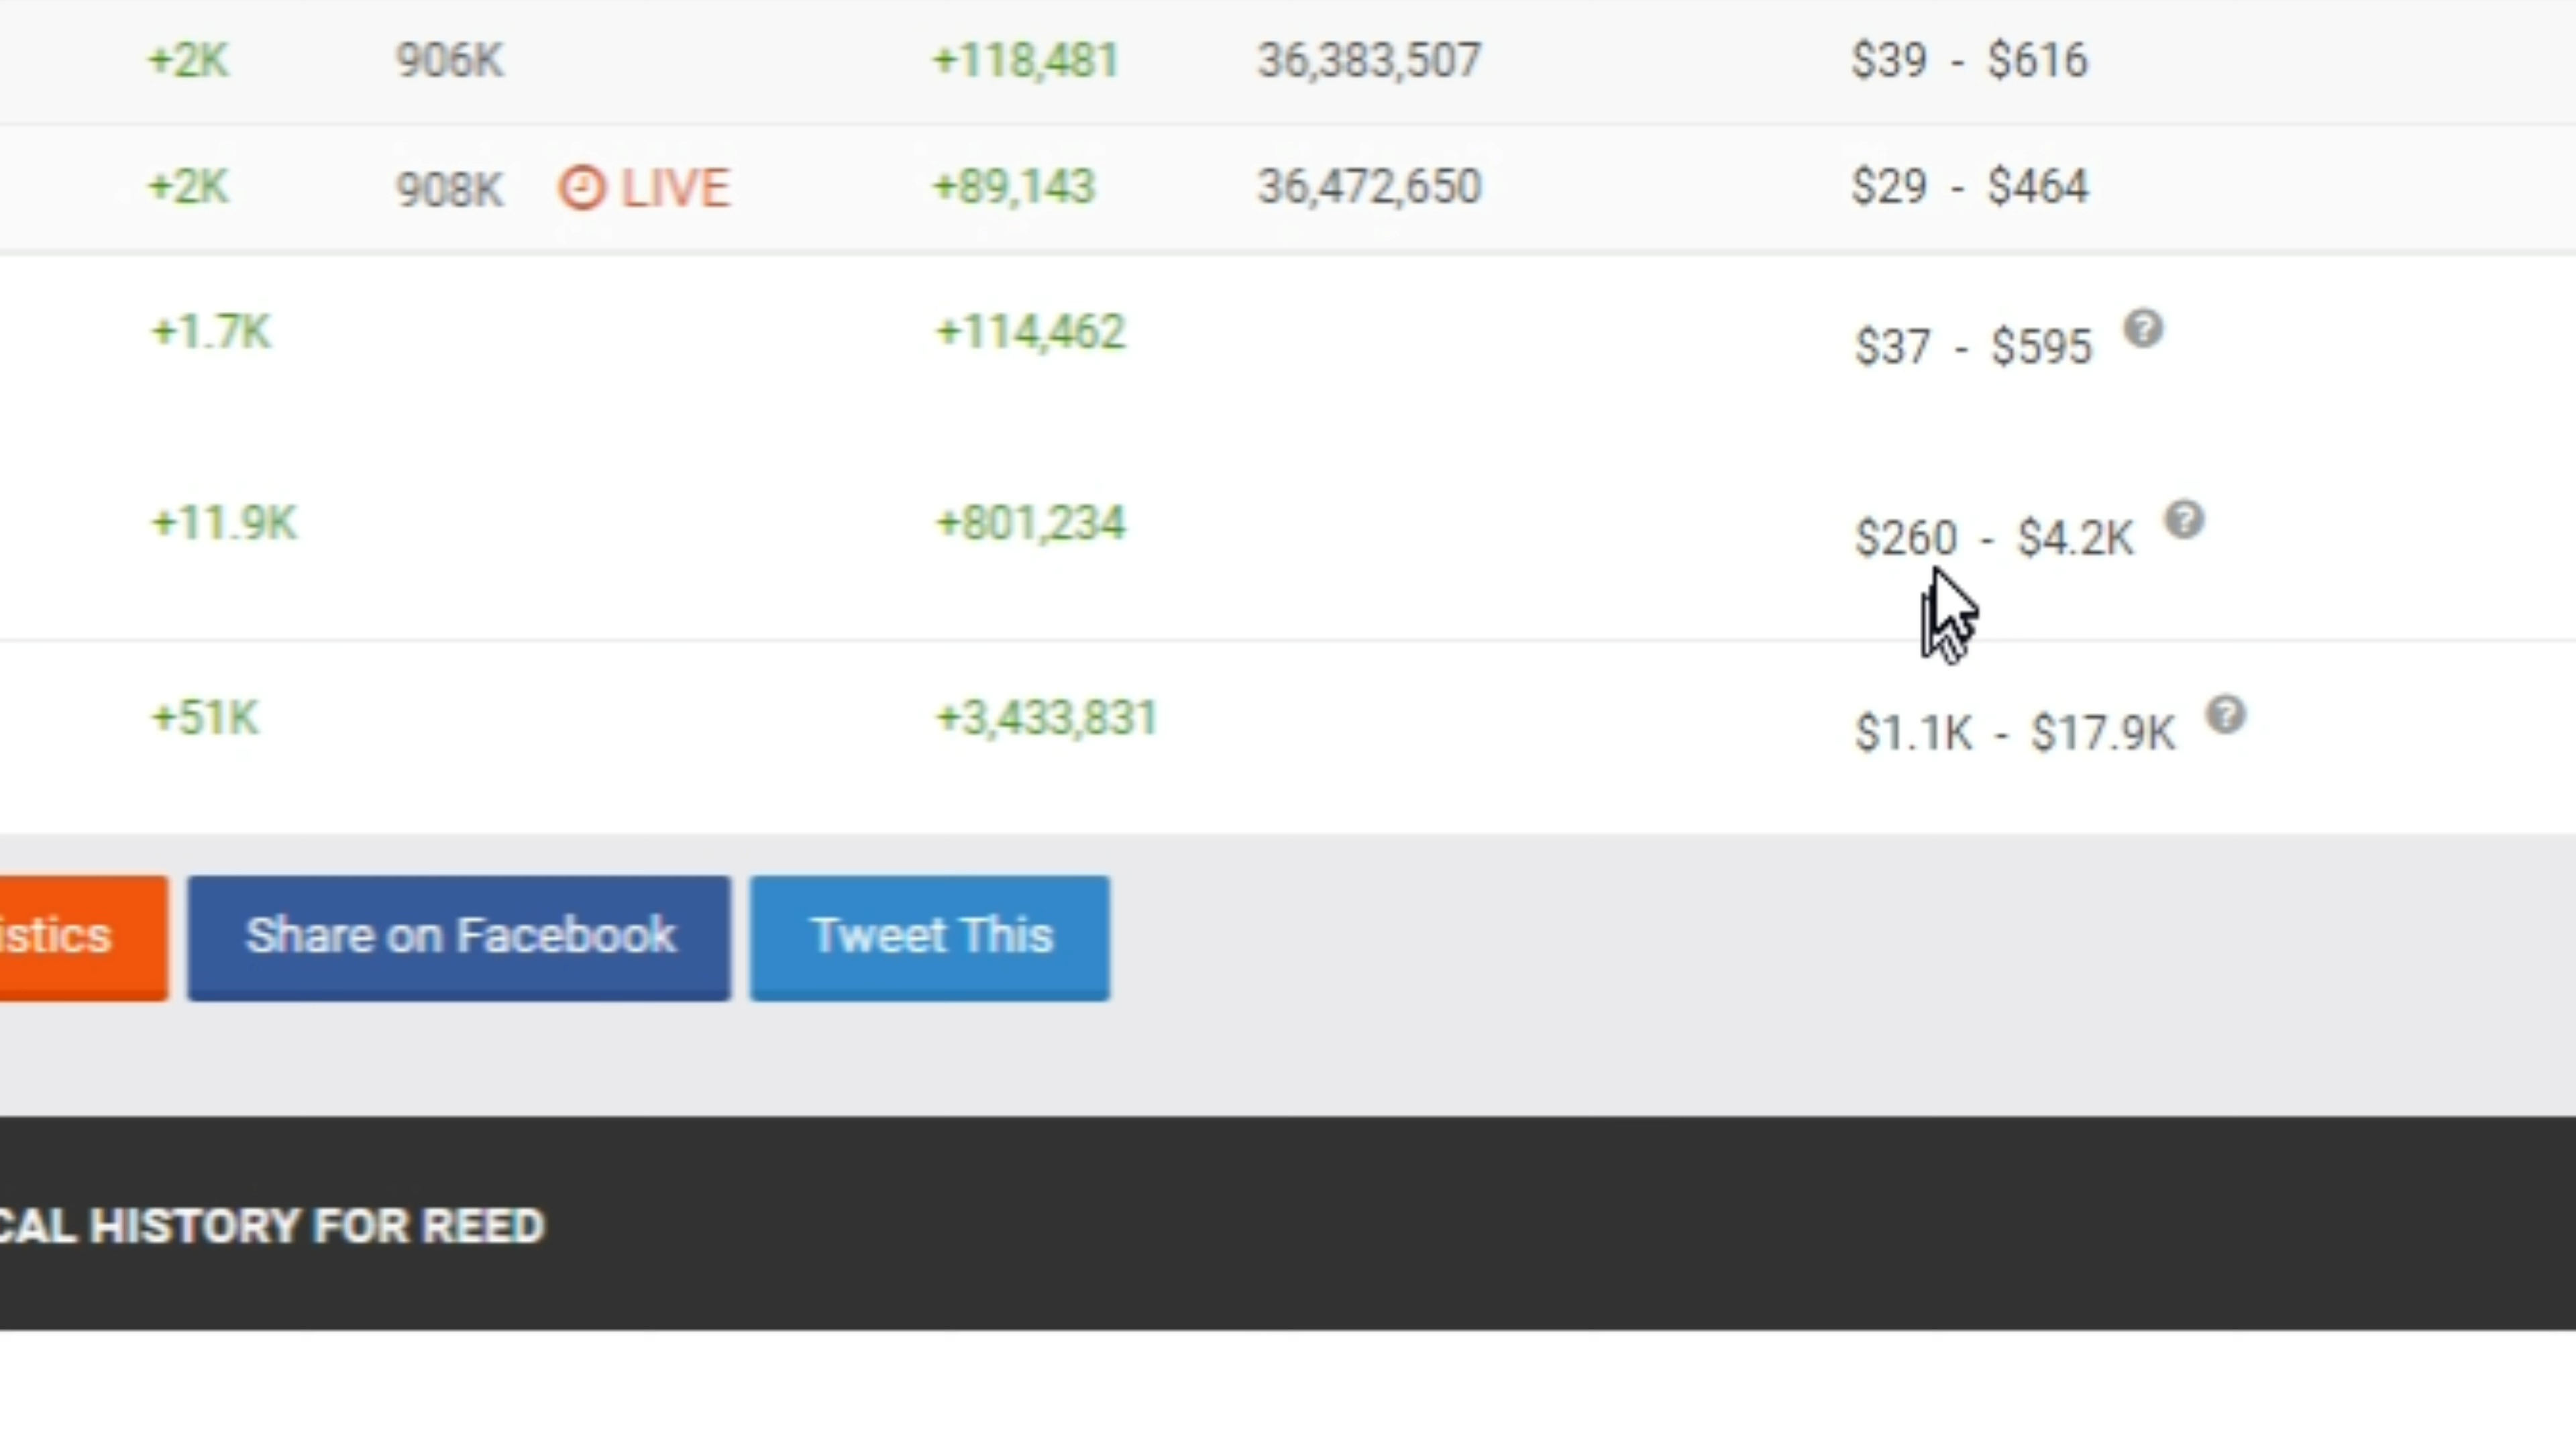 +2K 906K +118,481 36,383,507 $39 - $616
+2K 908K LIVE +89,143 36,472,650 $29 - $464
+1.7K +114,462 $37 - $595 ?
+11.9K +801,234 $260 - $4.2K ?
+51K +3,433,831 $1.1K - $17.9K ?
istics Share on Facebook Tweet This
CAL HISTORY FOR REED